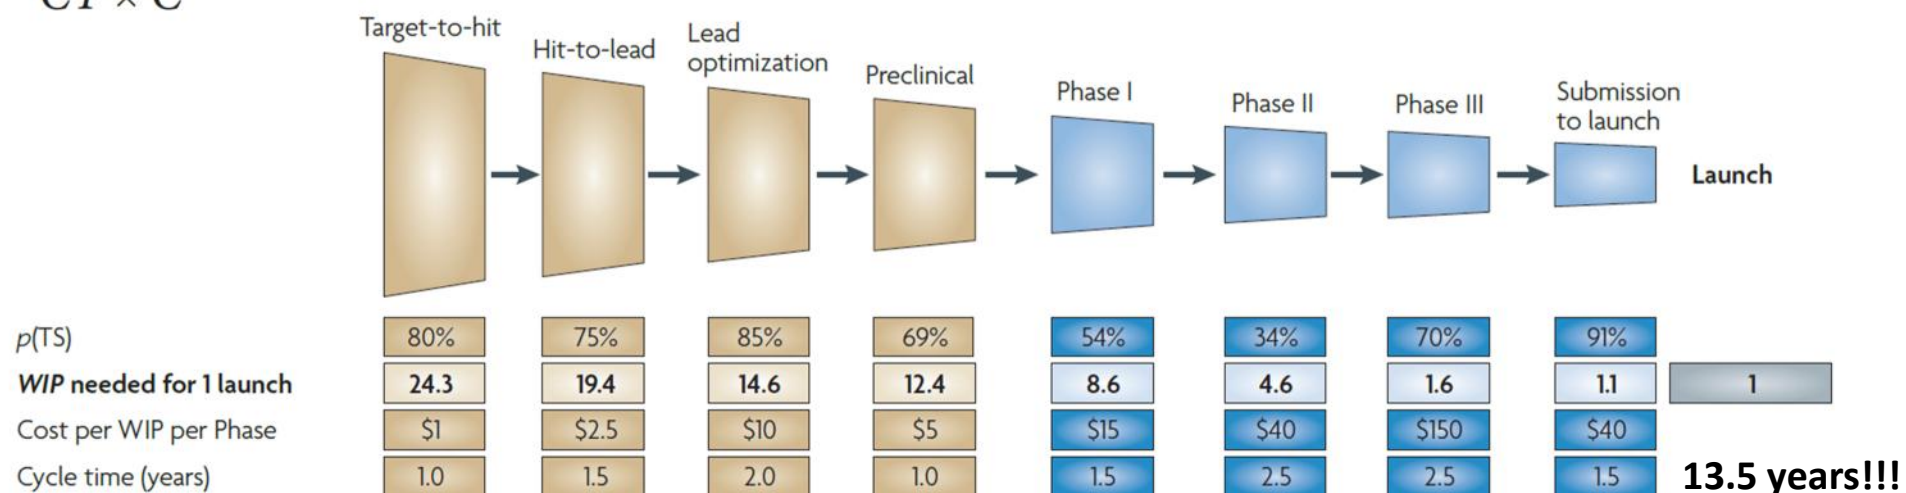 CT × C
Target-to-hit
Hit-to-lead
Lead
optimization
Preclinical
Phase I
Phase II
Phase III
Submission
to launch
Launch
p(TS) 80% 75% 85% 69% 54% 34% 70% 91%
WIP needed for 1 launch 24.3 19.4 14.6 12.4 8.6 4.6 1.6 1.1 1
Cost per WIP per Phase $1 $2.5 $10 $5 $15 $40 $150 $40
Cycle time (years) 1.0 1.5 2.0 1.0 1.5 2.5 2.5 1.5 13.5 years!!!